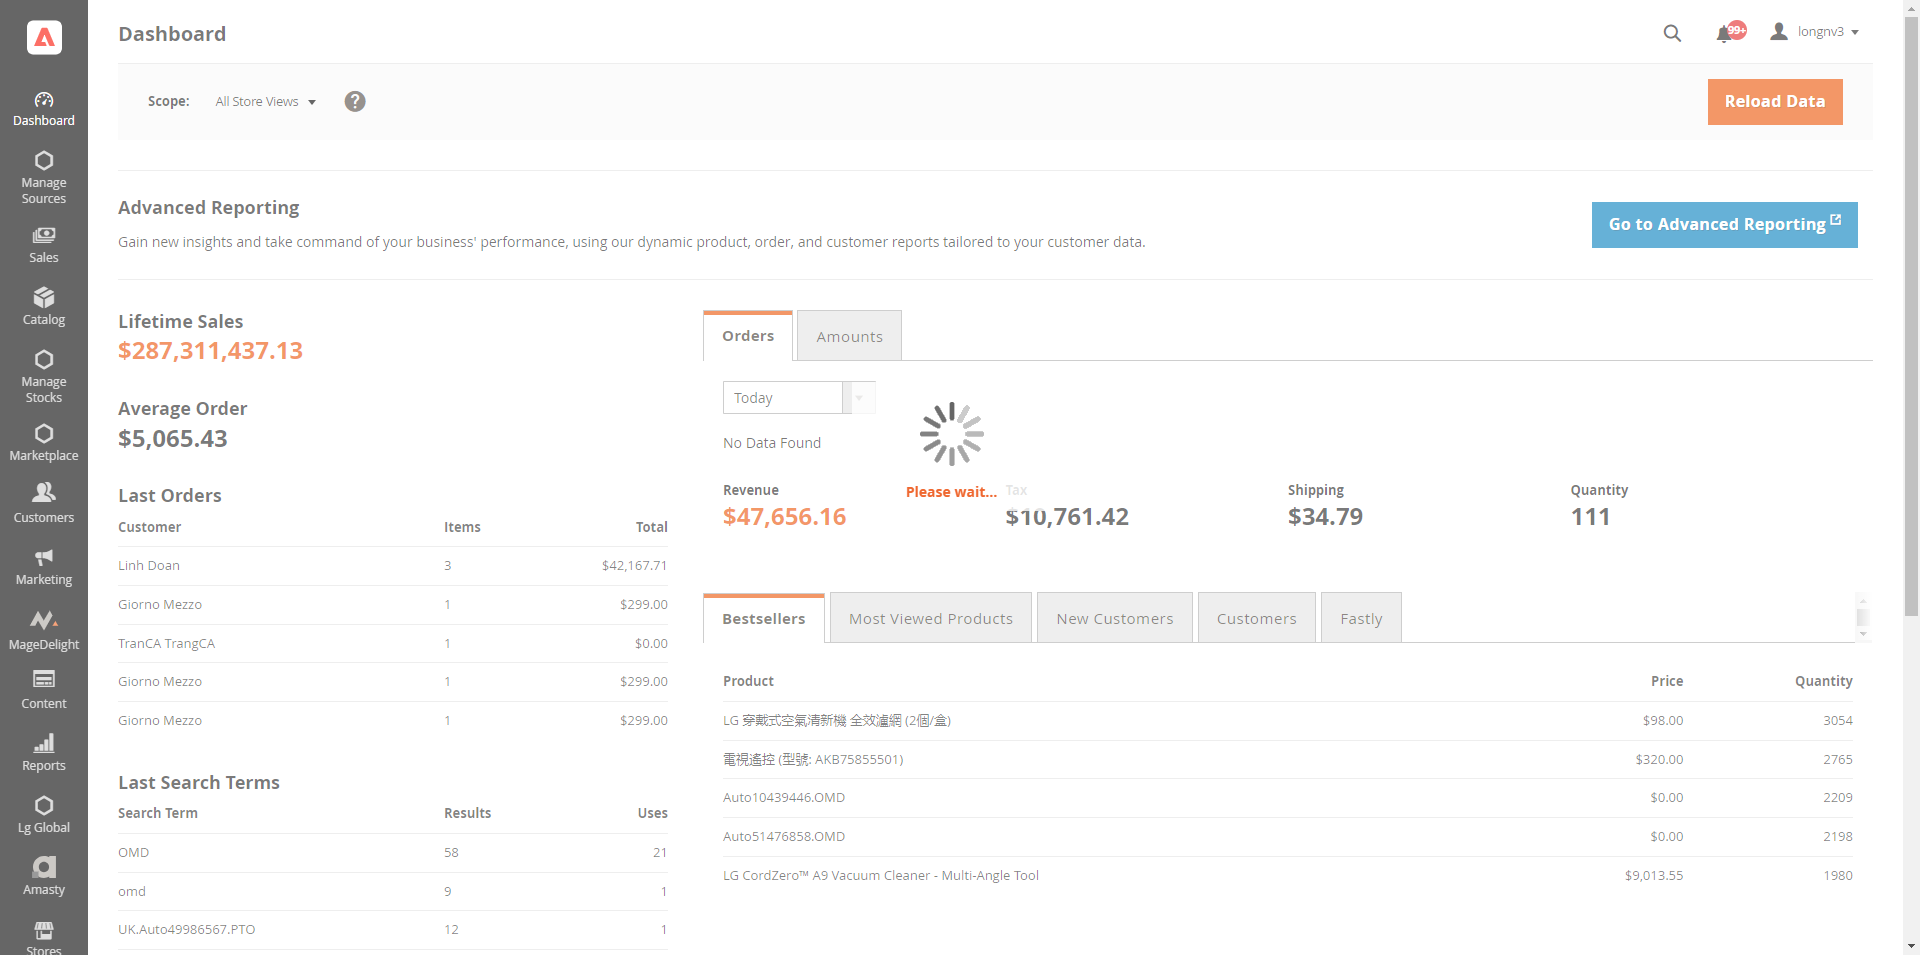 Dashboard
99+
longnv3
Scope:
All Store Views
?
Reload Data
Dashboard
Manage
Sources
Sales
Catalog
Manage
Stocks
Marketplace
Customers
Marketing
MageDelight
Content
Reports
Lg Global
Amasty
Stores
Advanced Reporting
Gain new insights and take command of your business' performance, using our dynamic product, order, and customer reports tailored to your customer data.
Go to Advanced Reporting
Lifetime Sales
$287,311,437.13
Average Order
$5,065.43
Last Orders
Customer Items Total
Linh Doan 3 $42,167.71
Giorno Mezzo 1 $299.00
TranCA TrangCA 1 $0.00
Giorno Mezzo 1 $299.00
Giorno Mezzo 1 $299.00
Last Search Terms
Search Term Results Uses
OMD 58 21
omd 9 1
UK.Auto49986567.PTO 12 1
Orders Amounts
Today
No Data Found
Please wait...
Revenue Tax Shipping Quantity
$47,656.16 $10,761.42 $34.79 111
Bestsellers Most Viewed Products New Customers Customers Fastly
Product Price Quantity
LG 穿戴式空氣清新機 全效濾網 (2個/盒) $98.00 3054
電視遙控 (型號: AKB75855501) $320.00 2765
Auto10439446.OMD $0.00 2209
Auto51476858.OMD $0.00 2198
LG CordZero™ A9 Vacuum Cleaner - Multi-Angle Tool $9,013.55 1980